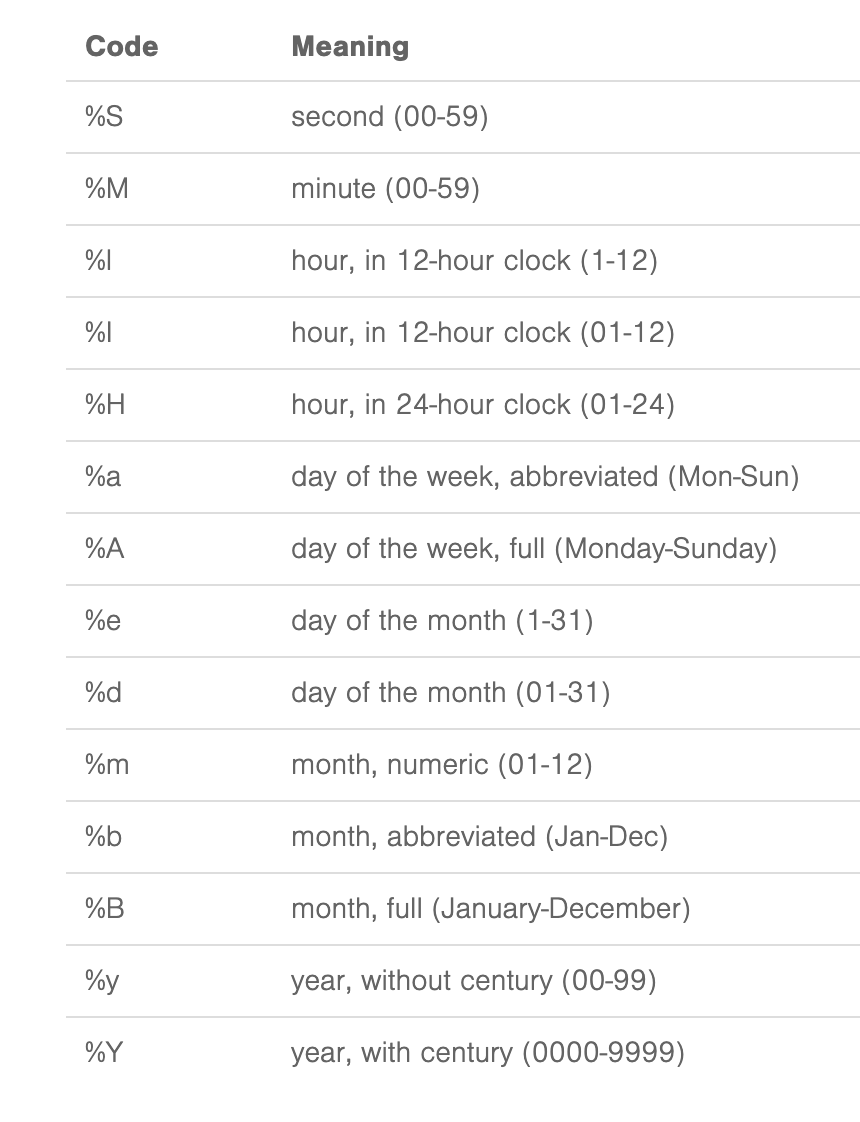 Code Meaning
%S second (00-59)
%M minute (00-59)
%l hour, in 12-hour clock (1-12)
%I hour, in 12-hour clock (01-12)
%H hour, in 24-hour clock (01-24)
%a day of the week, abbreviated (Mon-Sun)
%A day of the week, full (Monday-Sunday)
%e day of the month (1-31)
%d day of the month (01-31)
%m month, numeric (01-12)
%b month, abbreviated (Jan-Dec)
%B month, full (January-December)
%y year, without century (00-99)
%Y year, with century (0000-9999)